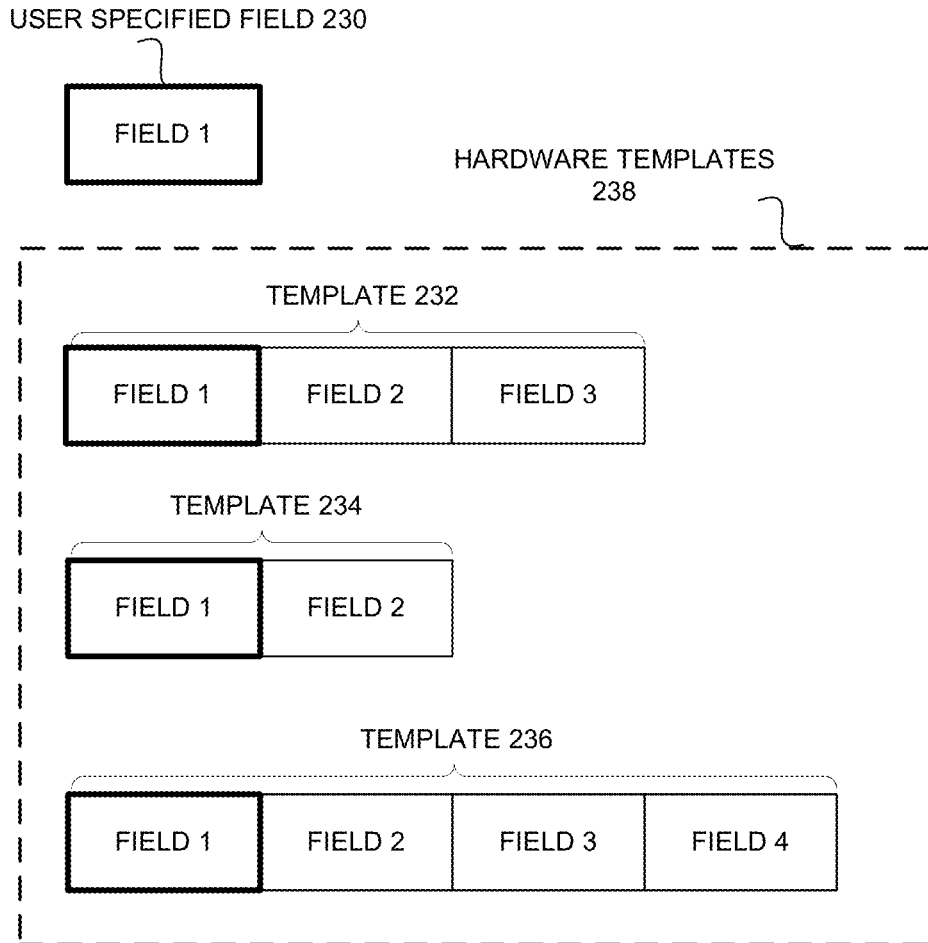 USER SPECIFIED FIELD 230
FIELD 1
HARDWARE TEMPLATES
238
TEMPLATE 232
FIELD 1 FIELD 2 FIELD 3
TEMPLATE 234
FIELD 1 FIELD 2
TEMPLATE 236
FIELD 1 FIELD 2 FIELD 3 FIELD 4